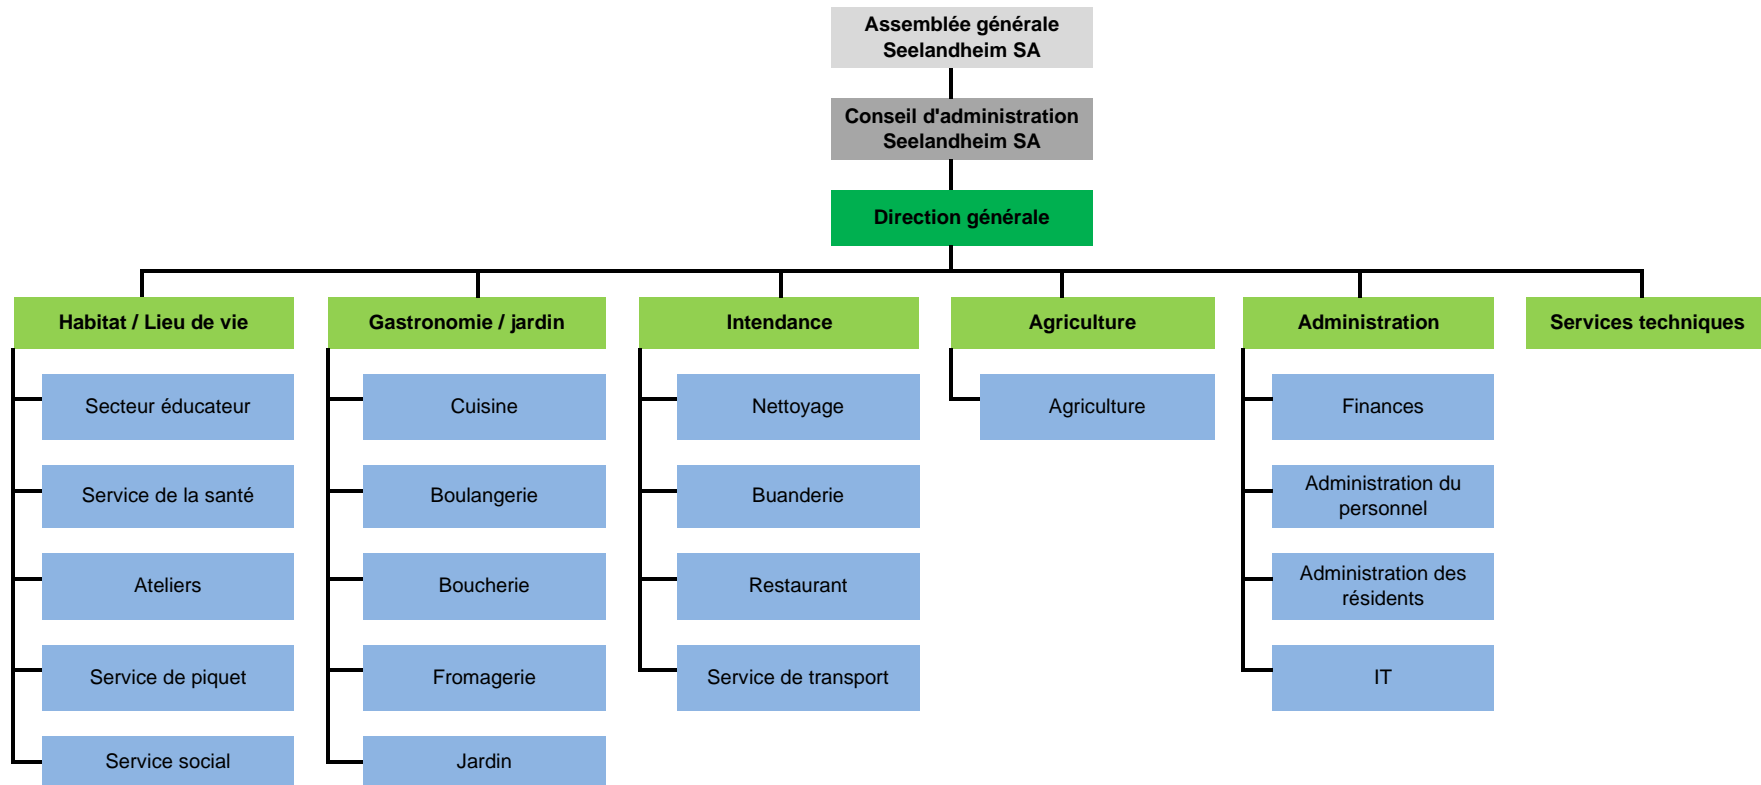 Assemblée générale
Seelandheim SA
Conseil d'administration
Seelandheim SA
Direction générale
Habitat / Lieu de vie
Gastronomie / jardin
Intendance
Agriculture
Administration
Services techniques
Secteur éducateur
Cuisine
Nettoyage
Agriculture
Finances
Service de la santé
Boulangerie
Buanderie
Administration du
personnel
Ateliers
Boucherie
Restaurant
Administration des
résidents
Service de piquet
Fromagerie
Service de transport
IT
Service social
Jardin